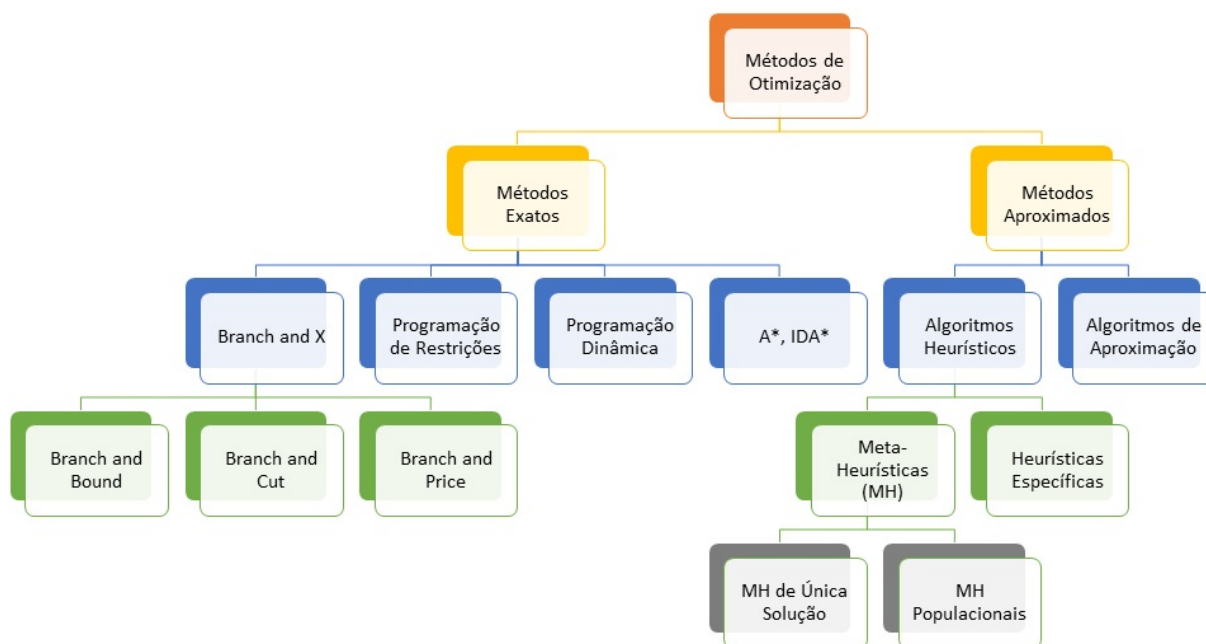 Métodos de
Otimização
Métodos
Exatos
Métodos
Aproximados
Branch and X
Programação
de Restrições
Programação
Dinâmica
A*, IDA*
Algoritmos
Heurísticos
Algoritmos de
Aproximação
Branch and
Bound
Branch and
Cut
Branch and
Price
Meta-
Heurísticas
(MH)
Heurísticas
Específicas
MH de Única
Solução
MH
Populacionais